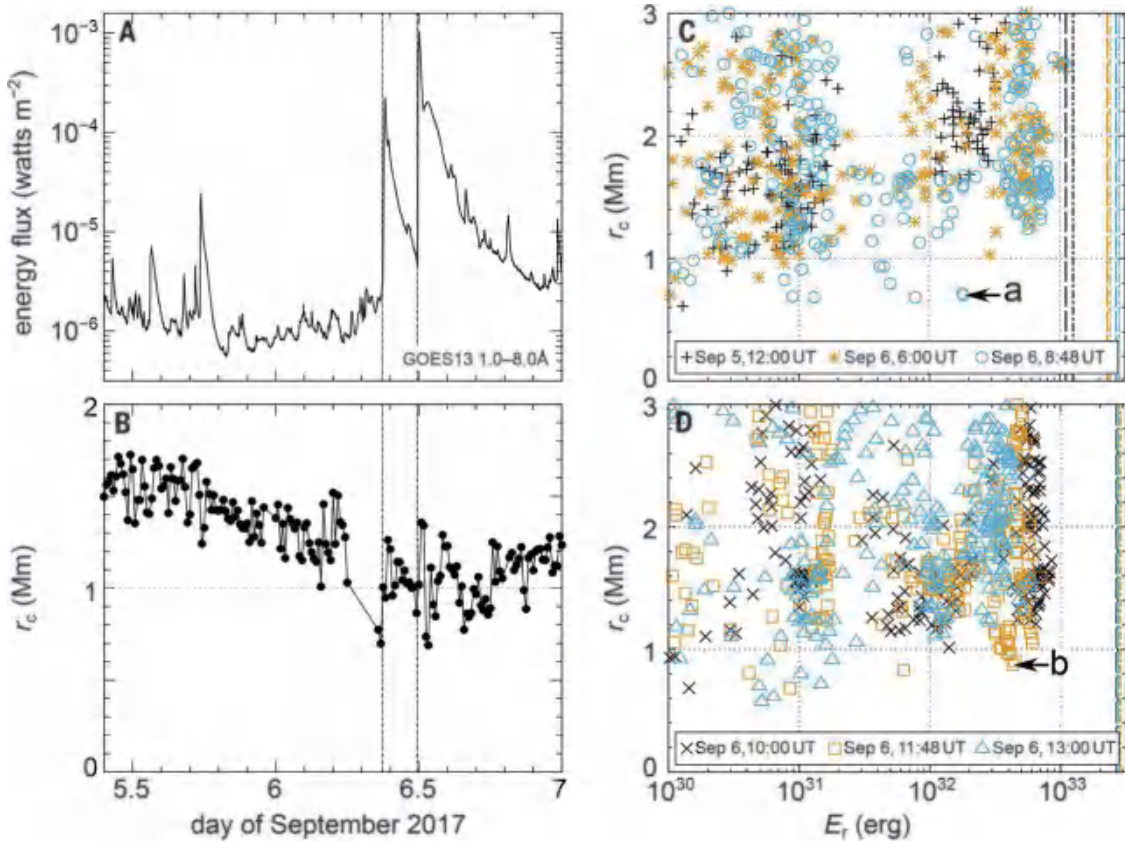 A
energy flux (watts m⁻²)
10⁻³
10⁻⁴
10⁻⁵
10⁻⁶
GOES13 1.0–8.0Å
B
r_c (Mm)
2
1
0
5.5 6 6.5 7
day of September 2017
C
r_c (Mm)
3
2
1
0
a
Sep 5, 12:00 UT Sep 6, 6:00 UT Sep 6, 8:48 UT
D
r_c (Mm)
3
2
1
0
b
Sep 6, 10:00 UT Sep 6, 11:48 UT Sep 6, 13:00 UT
10³⁰ 10³¹ 10³² 10³³
E_r (erg)